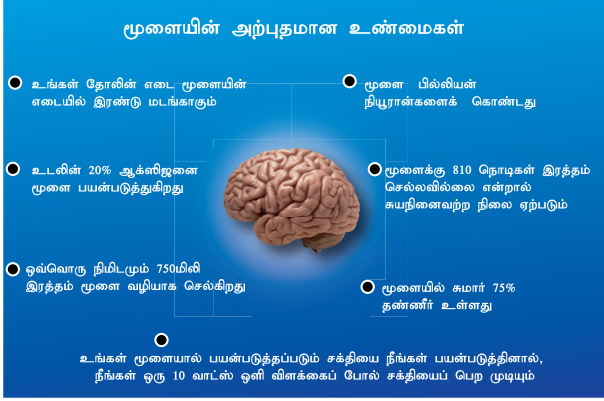 மூளையின் அற்புதமான உண்மைகள்
உங்கள் தோலின் எடை மூளையின்
எடையில் இரண்டு மடங்காகும்
மூளை பில்லியன்
நியூரான்களைக் கொண்டது
உடலின் 20% ஆக்ஸிஜனை
மூளை பயன்படுத்துகிறது
மூளைக்கு 810 நொடிகள் இரத்தம்
செல்லவில்லை என்றால்
சுயநினைவற்ற நிலை ஏற்படும்
ஒவ்வொரு நிமிடமும் 750மிலி
இரத்தம் மூளை வழியாக செல்கிறது
மூளையில் சுமார் 75%
தண்ணீர் உள்ளது
உங்கள் மூளையால் பயன்படுத்தப்படும் சக்தியை நீங்கள் பயன்படுத்தினால்,
நீங்கள் ஒரு 10 வாட்ஸ் ஒளி விளக்கைப் போல் சக்தியைப் பெற முடியும்